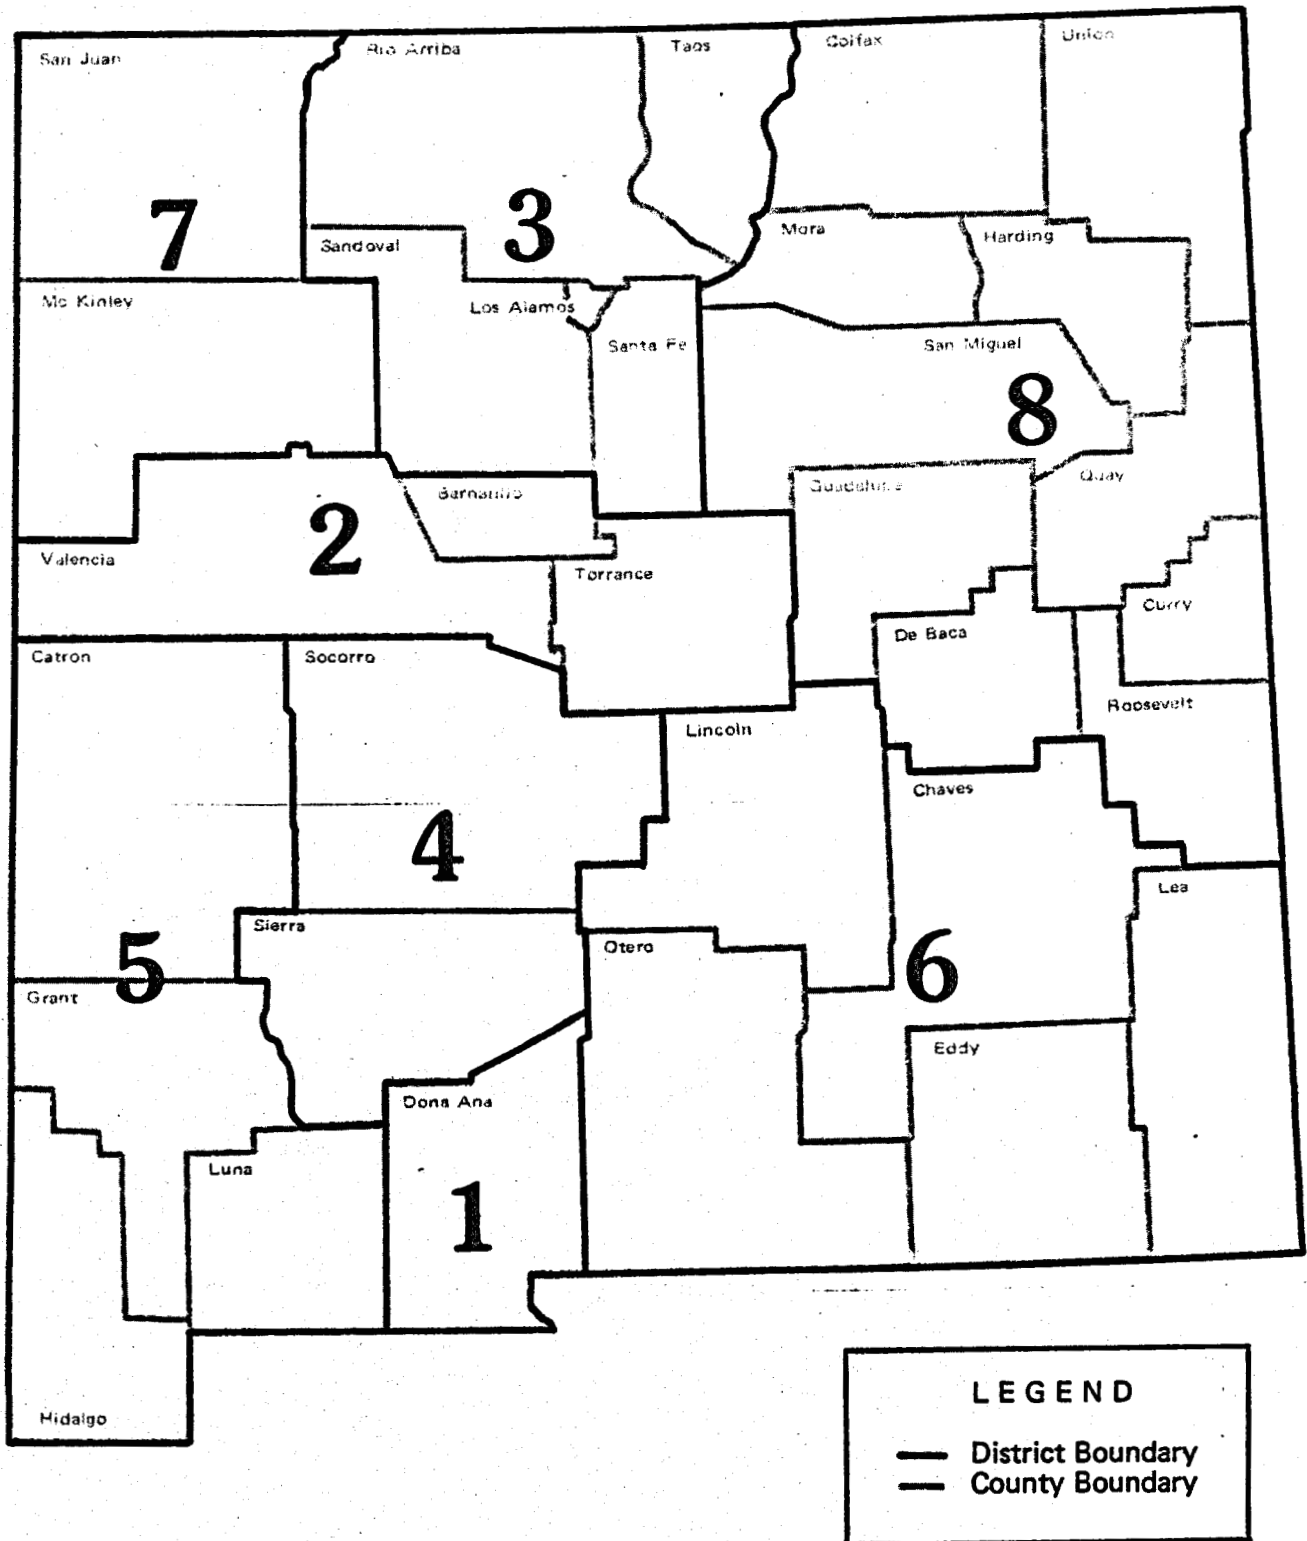 San Juan
Rio Arriba
Taos
Colfax
Union
7
3
Sandoval
Mora
Harding
Mc Kinley
Los Alamos
Santa Fe
San Miguel
8
Quay
2
Valencia
Torrance
Curry
De Baca
Catron
Socorro
Roosevelt
Lincoln
Chaves
4
Lea
Sierra
Otero
5
6
Grant
Eddy
Dona Ana
Luna
1
Hidalgo
LEGEND
District Boundary
County Boundary